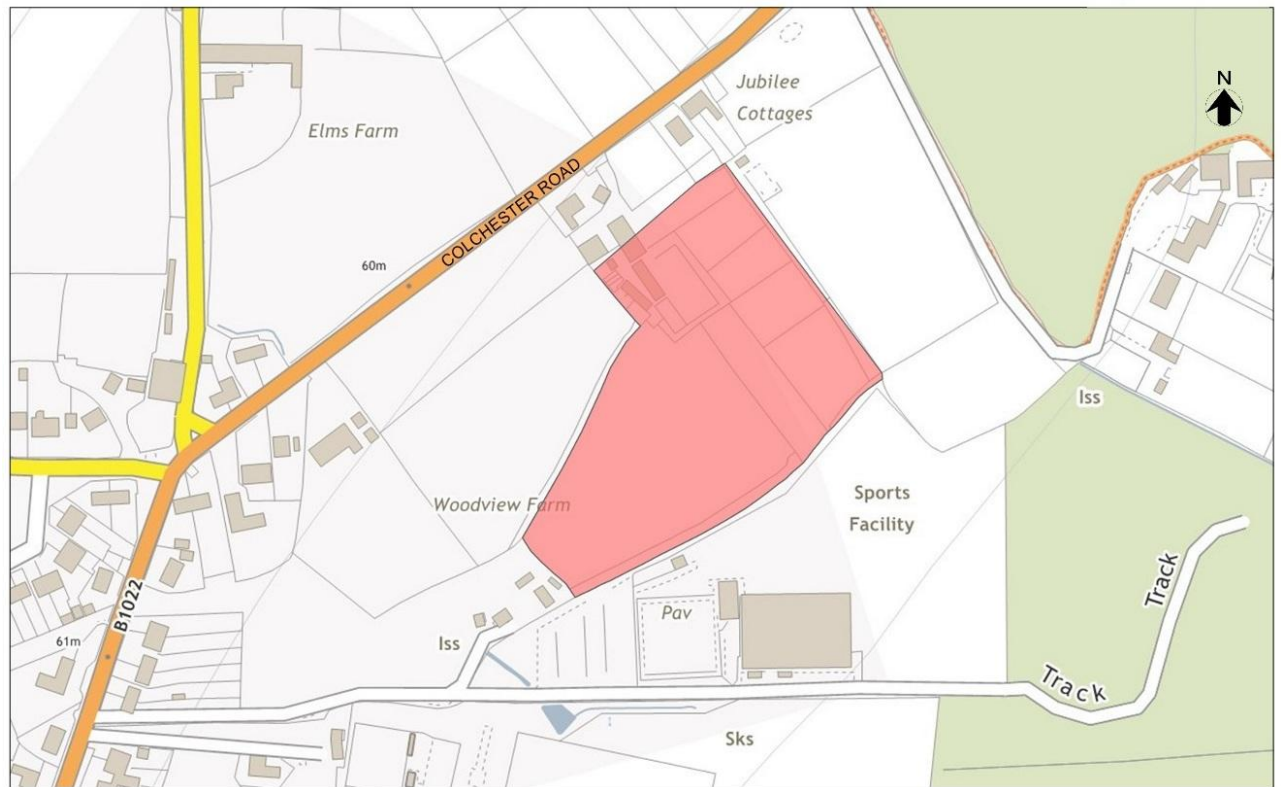 Jubilee
Cottages
N
Elms Farm
COLCHESTER ROAD
60m
Iss
Woodview Farm
Sports
Facility
B1022
Track
Pav
61m
Iss
Track
Sks